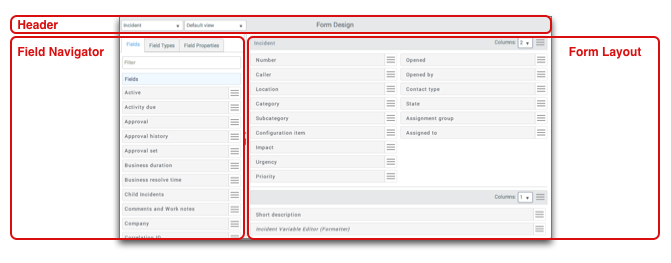 Header
Incident
Default view
Form Design
Field Navigator
Form Layout
Fields
Field Types
Field Properties
Filter
Fields
Active
Activity due
Approval
Approval history
Approval set
Business duration
Business resolve time
Child Incidents
Comments and Work notes
Company
Correlation ID
Incident
Columns: 2
Number
Opened
Caller
Opened by
Location
Contact type
Category
State
Subcategory
Assignment group
Configuration item
Assigned to
Impact
Urgency
Priority
Columns: 1
Short description
Incident Variable Editor (Formatter)